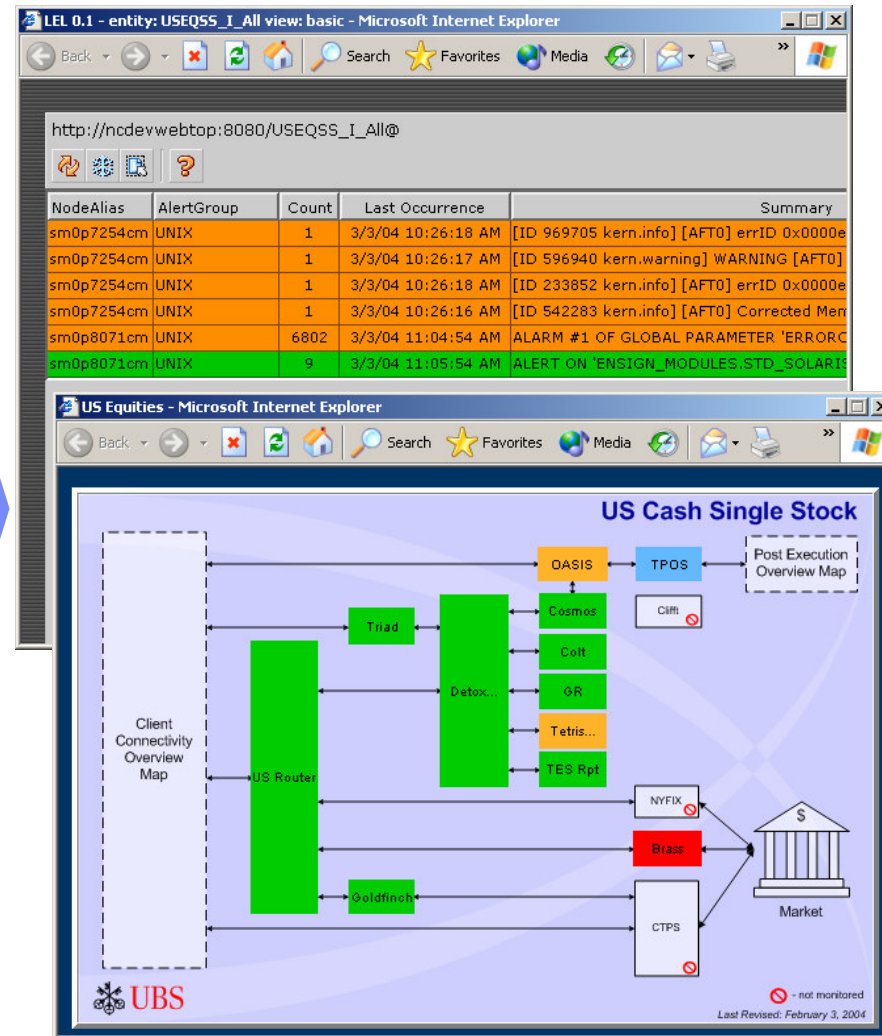 LEL 0.1 - entity: USEQSS_I_All view: basic - Microsoft Internet Explorer
Back Search Favorites Media »
http://ncdevwebtop:8080/USEQSS_I_All@
NodeAlias AlertGroup Count Last Occurrence Summary
sm0p7254cm UNIX 1 3/3/04 10:26:18 AM [ID 969705 kern.info] [AFT0] errID 0x0000e
sm0p7254cm UNIX 1 3/3/04 10:26:17 AM [ID 596940 kern.warning] WARNING [AFT0]
sm0p7254cm UNIX 1 3/3/04 10:26:18 AM [ID 233852 kern.info] [AFT0] errID 0x0000e
sm0p7254cm UNIX 1 3/3/04 10:26:16 AM [ID 542283 kern.info] [AFT0] Corrected Mem
sm0p8071cm UNIX 6802 3/3/04 11:04:54 AM ALARM #1 OF GLOBAL PARAMETER 'ERRORC
sm0p8071cm UNIX 9 3/3/04 11:05:54 AM ALERT ON 'ENSIGN_MODULES.STD_SOLARIS
US Equities - Microsoft Internet Explorer
Back Search Favorites Media »
US Cash Single Stock
OASIS
TPOS
Post Execution
Overview Map
Cosmos
Cliffi
Triad
Colt
Detox...
GR
Client
Connectivity
Overview
Map
Tetris...
US Router
TES Rpt
NYFIX
$
Brass
Goldfinch
Market
CTPS
UBS
- not monitored
Last Revised: February 3, 2004